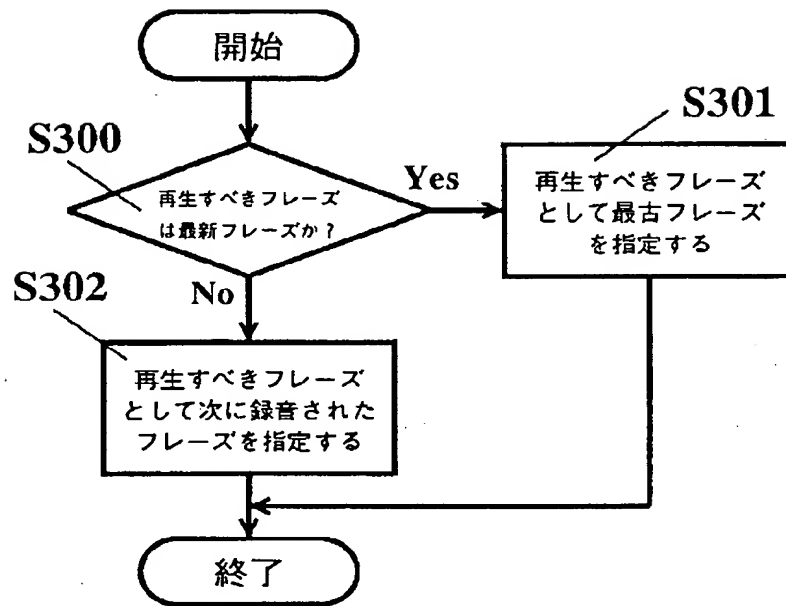 開始
S300
再生すべきフレーズ
は最新フレーズか？
Yes
S301
再生すべきフレーズ
として最古フレーズ
を指定する
No
S302
再生すべきフレーズ
として次に録音された
フレーズを指定する
終了